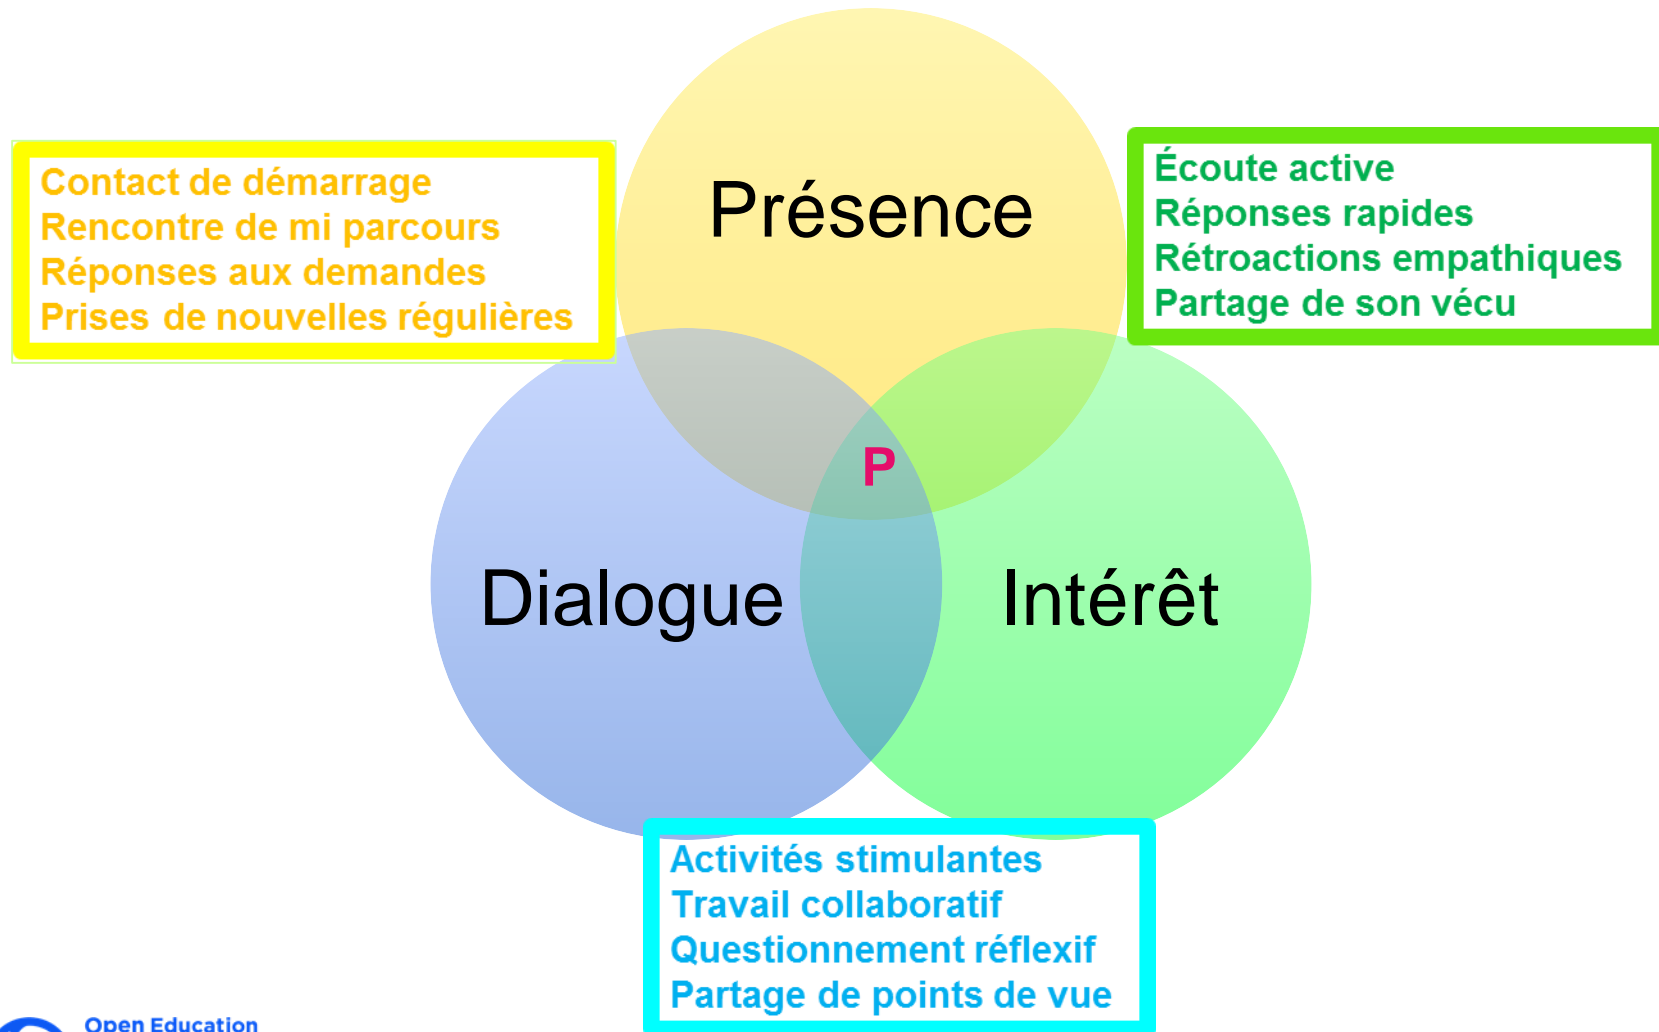 Présence
Contact de démarrage
Rencontre de mi parcours
Réponses aux demandes
Prises de nouvelles régulières
Écoute active
Réponses rapides
Rétroactions empathiques
Partage de son vécu
P
Dialogue
Intérêt
Activités stimulantes
Travail collaboratif
Questionnement réflexif
Partage de points de vue
Open Education